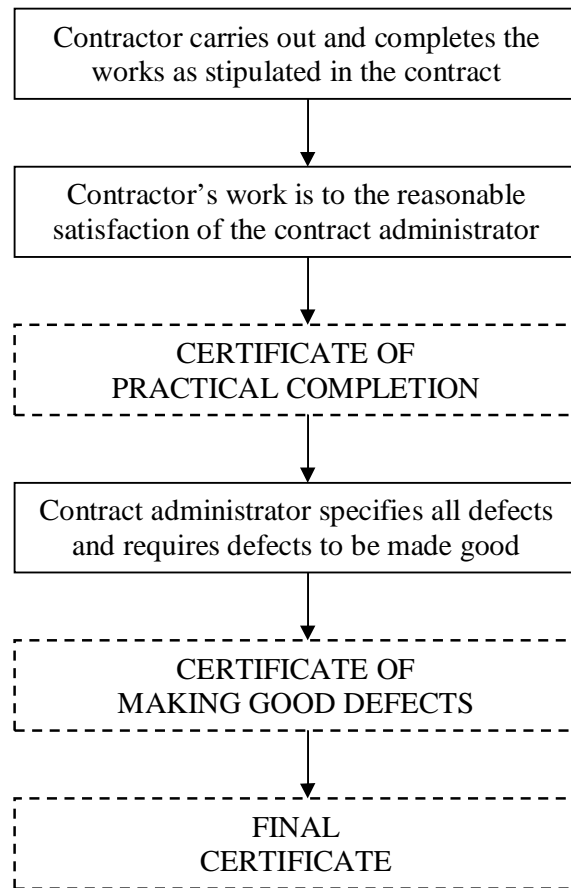 Contractor carries out and completes the
works as stipulated in the contract
Contractor’s work is to the reasonable
satisfaction of the contract administrator
CERTIFICATE OF
PRACTICAL COMPLETION
Contract administrator specifies all defects
and requires defects to be made good
CERTIFICATE OF
MAKING GOOD DEFECTS
FINAL
CERTIFICATE